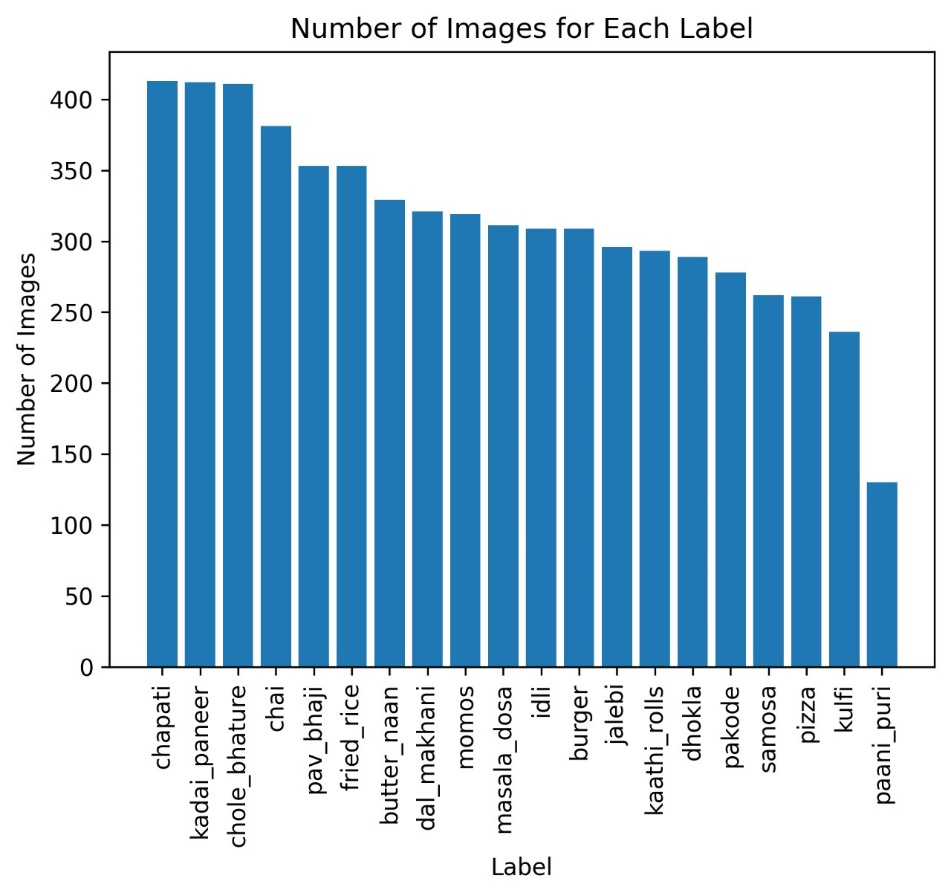 Number of Images for Each Label
Number of Images
400
350
300
250
200
150
100
50
0
chapati
kadai_paneer
chole_bhature
chai
pav_bhaji
fried_rice
butter_naan
dal_makhani
momos
masala_dosa
idli
burger
jalebi
kaathi_rolls
dhokla
pakode
samosa
pizza
kulfi
paani_puri
Label